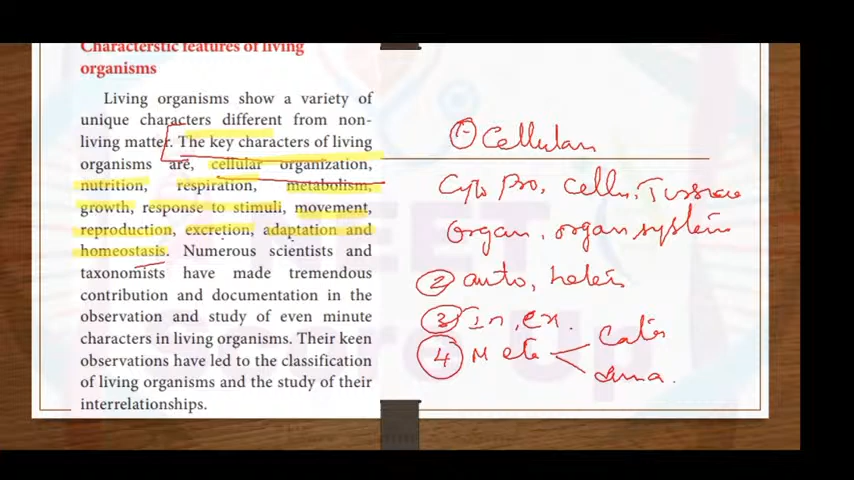 Characterstic features of living
organisms
Living organisms show a variety of
unique characters different from non-
living matter. The key characters of living
organisms are, cellular organization,
nutrition, respiration, metabolism,
growth, response to stimuli, movement,
reproduction, excretion, adaptation and
homeostasis. Numerous scientists and
taxonomists have made tremendous
contribution and documentation in the
observation and study of even minute
characters in living organisms. Their keen
observations have led to the classification
of living organisms and the study of their
interrelationships.
① Cellular
Cyto pro, cellu, Tissue
Organ, organ system
② auto, hetero
③ In, ex.
④ Meta
Cata
Ana.